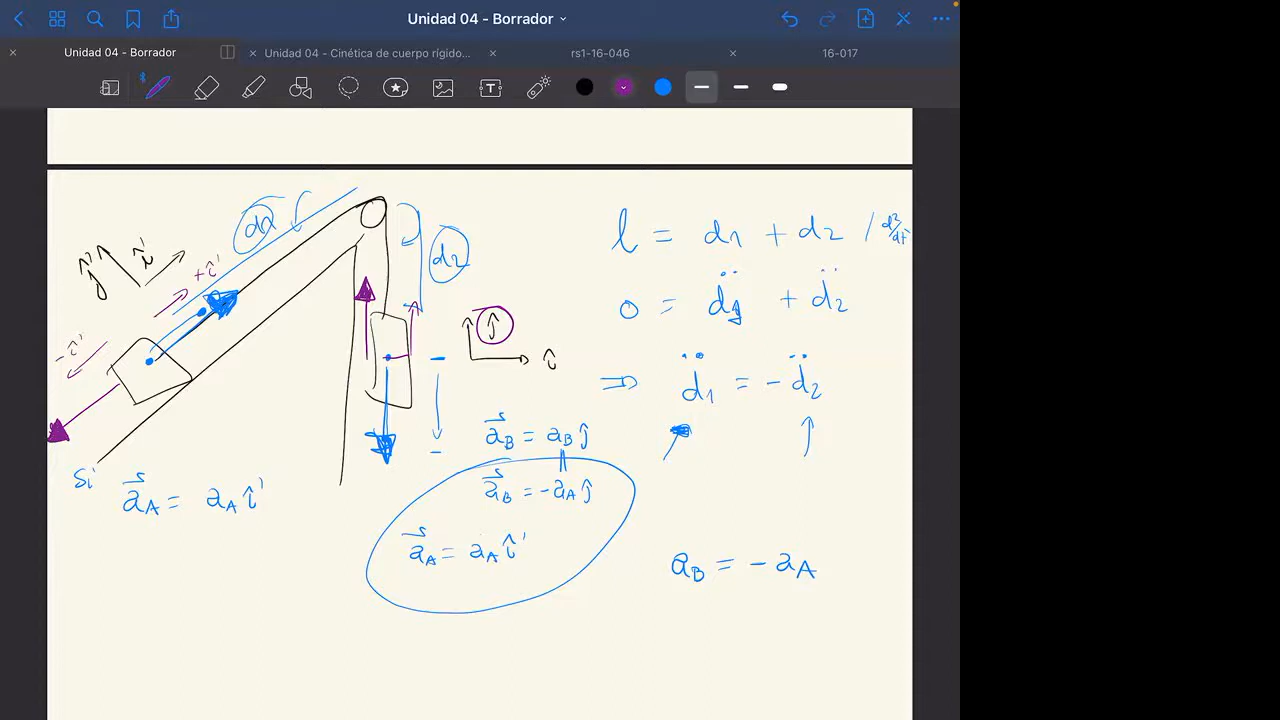 Unidad 04 - Borrador
Unidad 04 - Borrador
Unidad 04 - Cinética de cuerpo rígido...
rs1-16-046
16-017
T
d1
d2
ĵ'
î'
+î'
-î'
ĵ
î
-
-
Si
a⃗A = aA î'
a⃗B = aB ĵ
a⃗B = -aA ĵ
a⃗A = aA î'
l = d1 + d2 / d²/dt²
0 = d̈1 + d̈2
⇒ d̈1 = - d̈2
aB = - aA